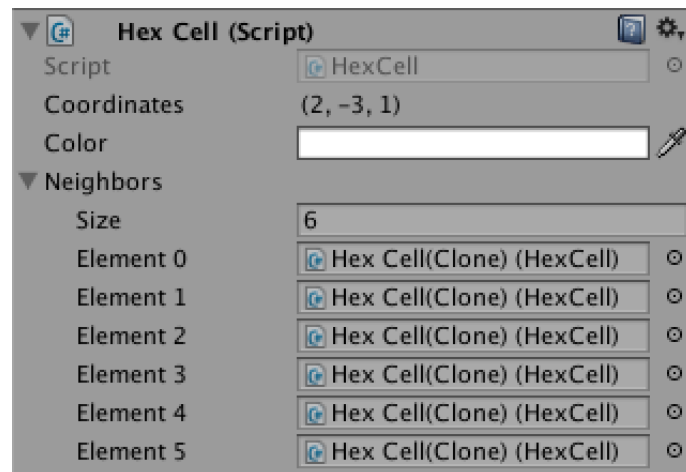 Hex Cell (Script)
Script HexCell
Coordinates (2, -3, 1)
Color
Neighbors
Size 6
Element 0 Hex Cell(Clone) (HexCell)
Element 1 Hex Cell(Clone) (HexCell)
Element 2 Hex Cell(Clone) (HexCell)
Element 3 Hex Cell(Clone) (HexCell)
Element 4 Hex Cell(Clone) (HexCell)
Element 5 Hex Cell(Clone) (HexCell)